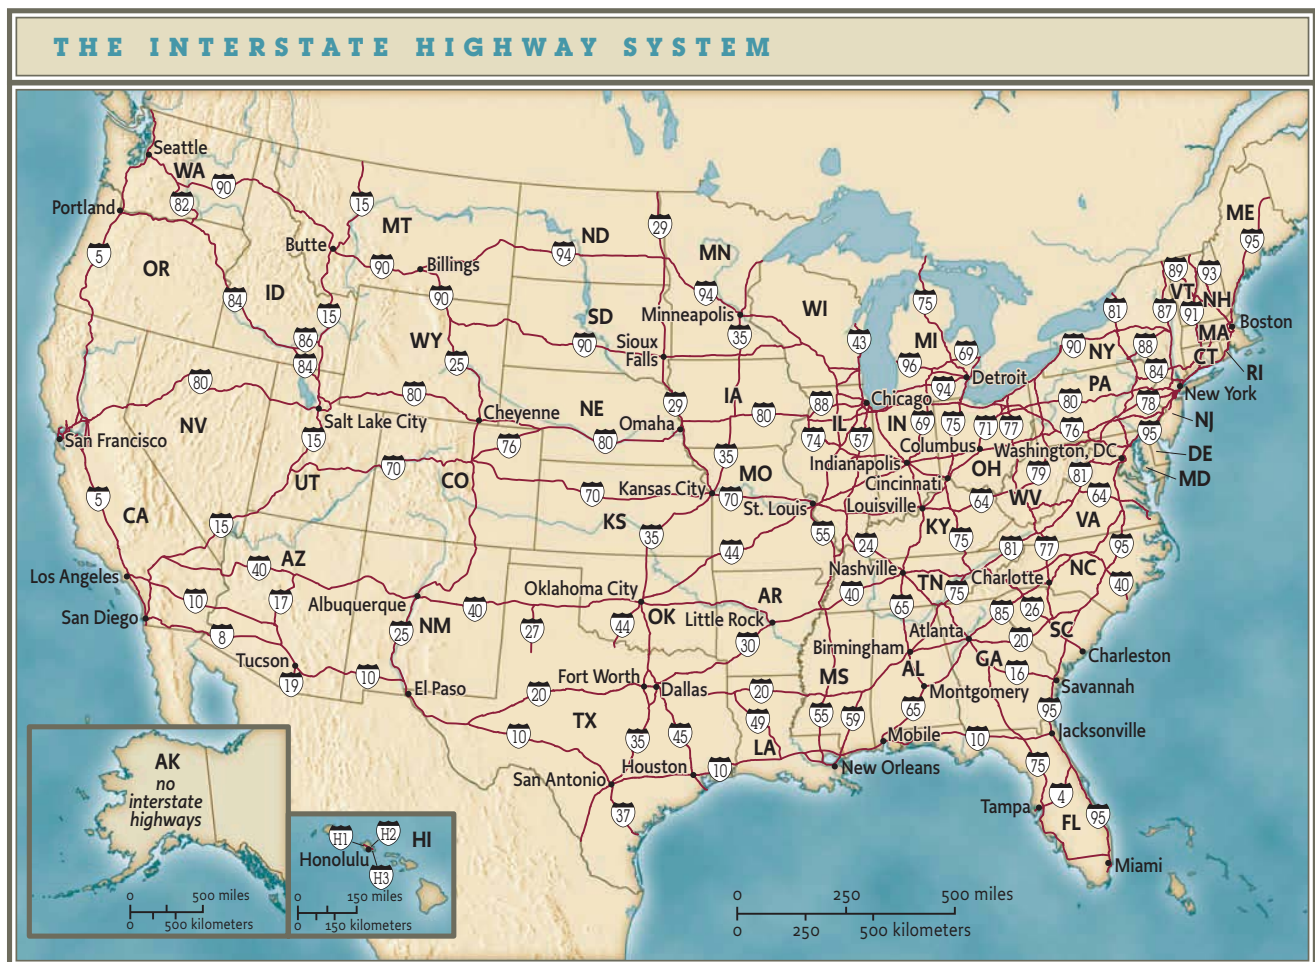 THE INTERSTATE HIGHWAY SYSTEM
Seattle
WA
90
82
Portland
15
MT
ND
29
ME
95
5
OR
Butte
90
Billings
94
MN
89
93
VT
NH
ID
84
15
90
SD
94
Minneapolis
WI
75
81
87
91
Boston
MA
86
WY
90
Sioux
Falls
35
43
MI
69
96
90
NY
88
CT
84
25
84
RI
80
80
Cheyenne
NE
29
IA
88
Chicago
94
Detroit
PA
80
New York
78
NV
Salt Lake City
Omaha
80
IL
IN
69
75
71
77
76
NJ
San Francisco
15
76
80
74
57
Columbus
Washington, DC
95
DE
70
CO
35
MO
Indianapolis
OH
MD
UT
70
Kansas City
70
Cincinnati
79
81
5
St. Louis
Louisville
64
WV
64
CA
15
KS
35
55
KY
75
VA
AZ
44
24
81
77
95
40
Nashville
TN
Charlotte
NC
Los Angeles
10
17
Albuquerque
40
Oklahoma City
OK
AR
40
65
75
85
26
40
San Diego
8
25
NM
27
44
Little Rock
30
Atlanta
20
SC
Tucson
Birmingham
GA
Charleston
19
10
El Paso
Fort Worth
Dallas
MS
AL
16
Savannah
20
20
Montgomery
TX
49
55
59
65
95
10
35
45
LA
Mobile
10
Jacksonville
San Antonio
Houston
10
New Orleans
75
37
Tampa
4
95
FL
Miami
AK
no
interstate
highways
0 500 miles
0 500 kilometers
H1
H2
HI
Honolulu
H3
0 150 miles
0 150 kilometers
0 250 500 miles
0 250 500 kilometers